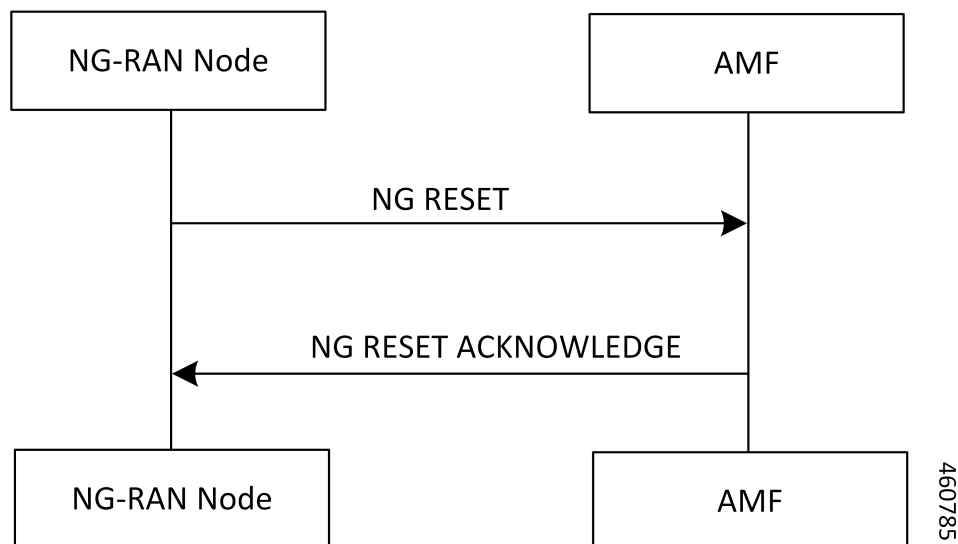 NG-RAN Node
AMF
NG RESET
NG RESET ACKNOWLEDGE
NG-RAN Node
AMF
460785